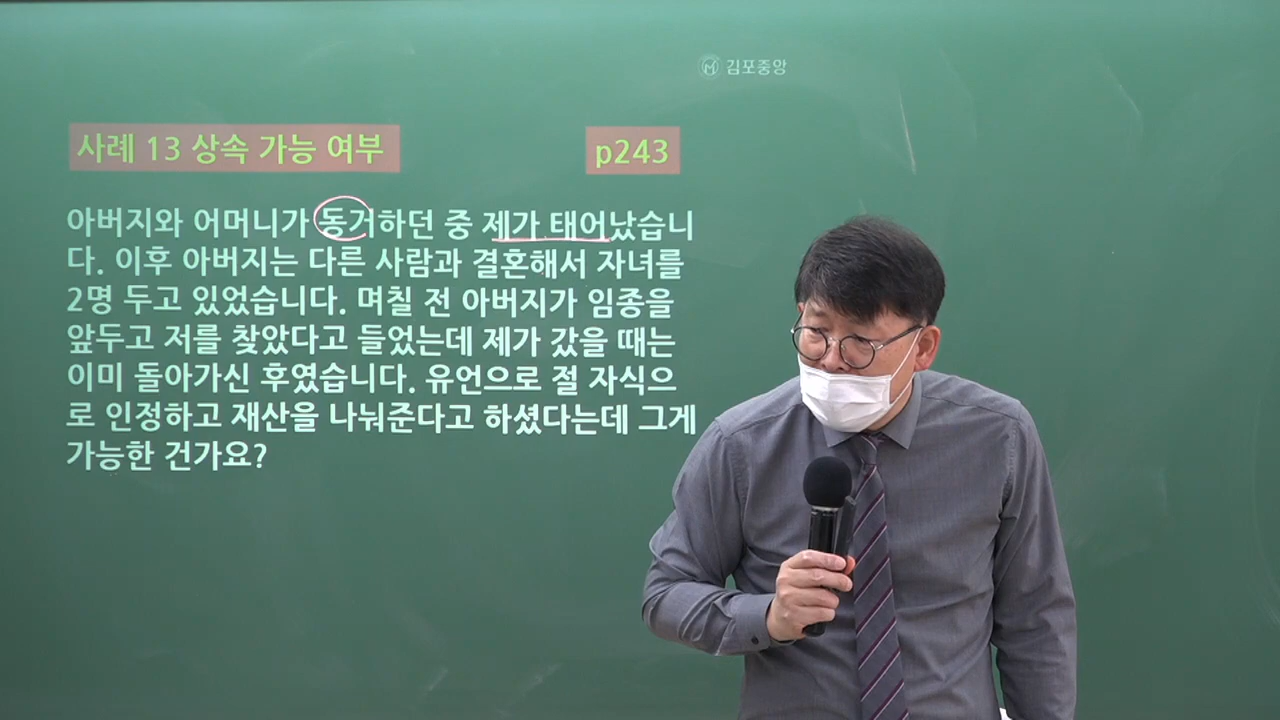 김포중앙
사례 13 상속 가능 여부
p243
아버지와 어머니가 동거하던 중 제가 태어났습니
다. 이후 아버지는 다른 사람과 결혼해서 자녀를
2명 두고 있었습니다. 며칠 전 아버지가 임종을
앞두고 저를 찾았다고 들었는데 제가 갔을 때는
이미 돌아가신 후였습니다. 유언으로 절 자식으
로 인정하고 재산을 나눠준다고 하셨다는데 그게
가능한 건가요?